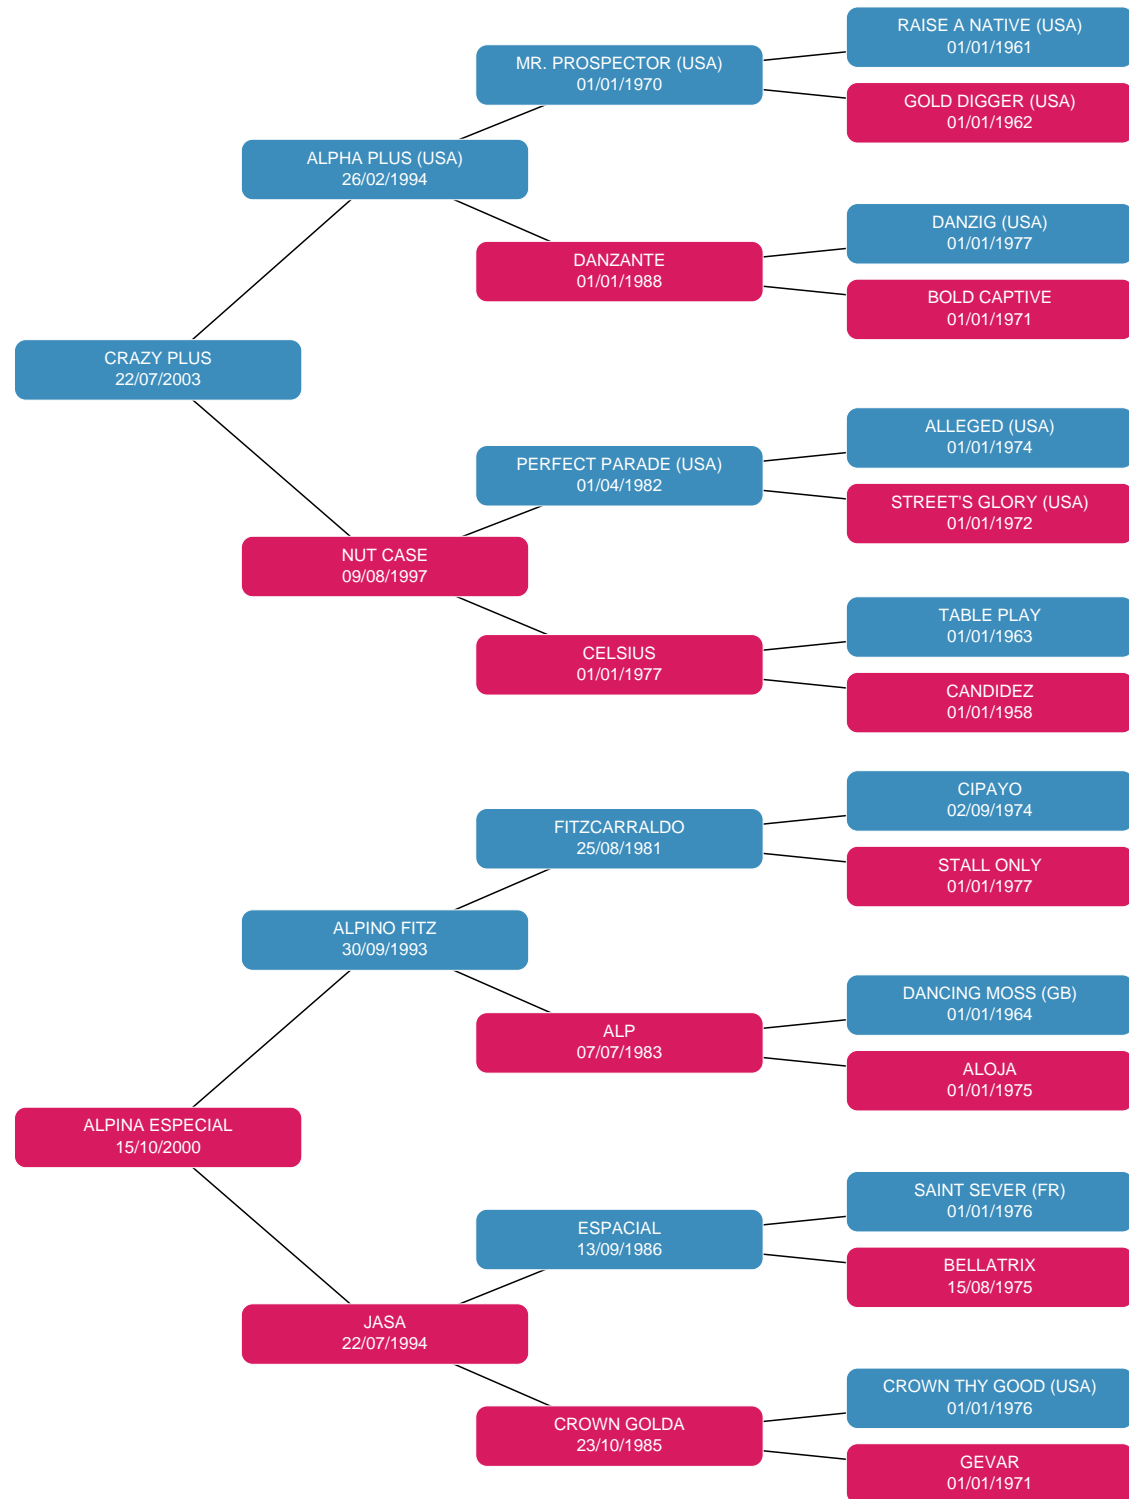 RAISE A NATIVE (USA)
01/01/1961
MR. PROSPECTOR (USA)
01/01/1970
GOLD DIGGER (USA)
01/01/1962
ALPHA PLUS (USA)
26/02/1994
DANZIG (USA)
01/01/1977
DANZANTE
01/01/1988
BOLD CAPTIVE
01/01/1971
CRAZY PLUS
22/07/2003
ALLEGED (USA)
01/01/1974
PERFECT PARADE (USA)
01/04/1982
STREET'S GLORY (USA)
01/01/1972
NUT CASE
09/08/1997
TABLE PLAY
01/01/1963
CELSIUS
01/01/1977
CANDIDEZ
01/01/1958
CIPAYO
02/09/1974
FITZCARRALDO
25/08/1981
STALL ONLY
01/01/1977
ALPINO FITZ
30/09/1993
DANCING MOSS (GB)
01/01/1964
ALP
07/07/1983
ALOJA
01/01/1975
ALPINA ESPECIAL
15/10/2000
SAINT SEVER (FR)
01/01/1976
ESPACIAL
13/09/1986
BELLATRIX
15/08/1975
JASA
22/07/1994
CROWN THY GOOD (USA)
01/01/1976
CROWN GOLDA
23/10/1985
GEVAR
01/01/1971